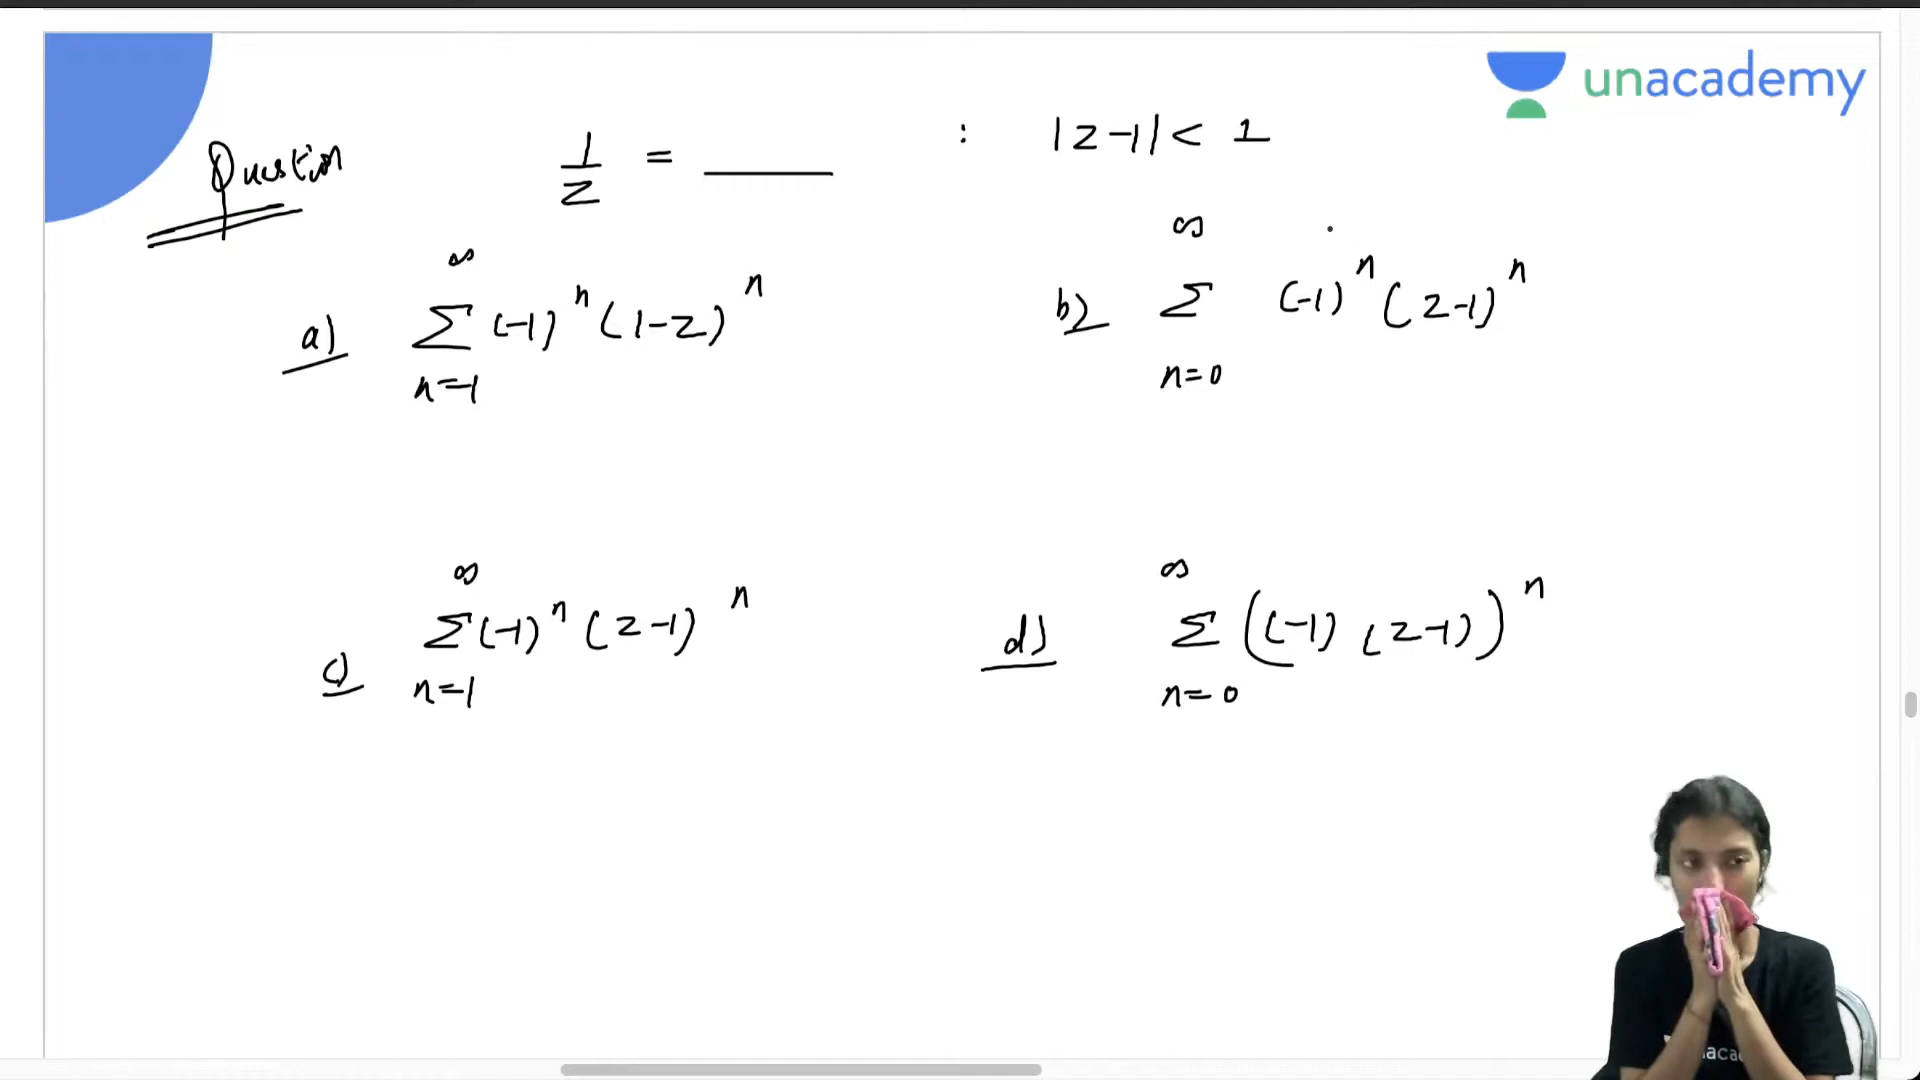 unacademy
Question
1/z = ______ : |z-1| < 1
a) ∞ Σ n=1 (-1)^n (1-z)^n
b) ∞ Σ n=0 (-1)^n (z-1)^n
c) ∞ Σ n=1 (-1)^n (z-1)^n
d) ∞ Σ n=0 ((-1) (z-1))^n